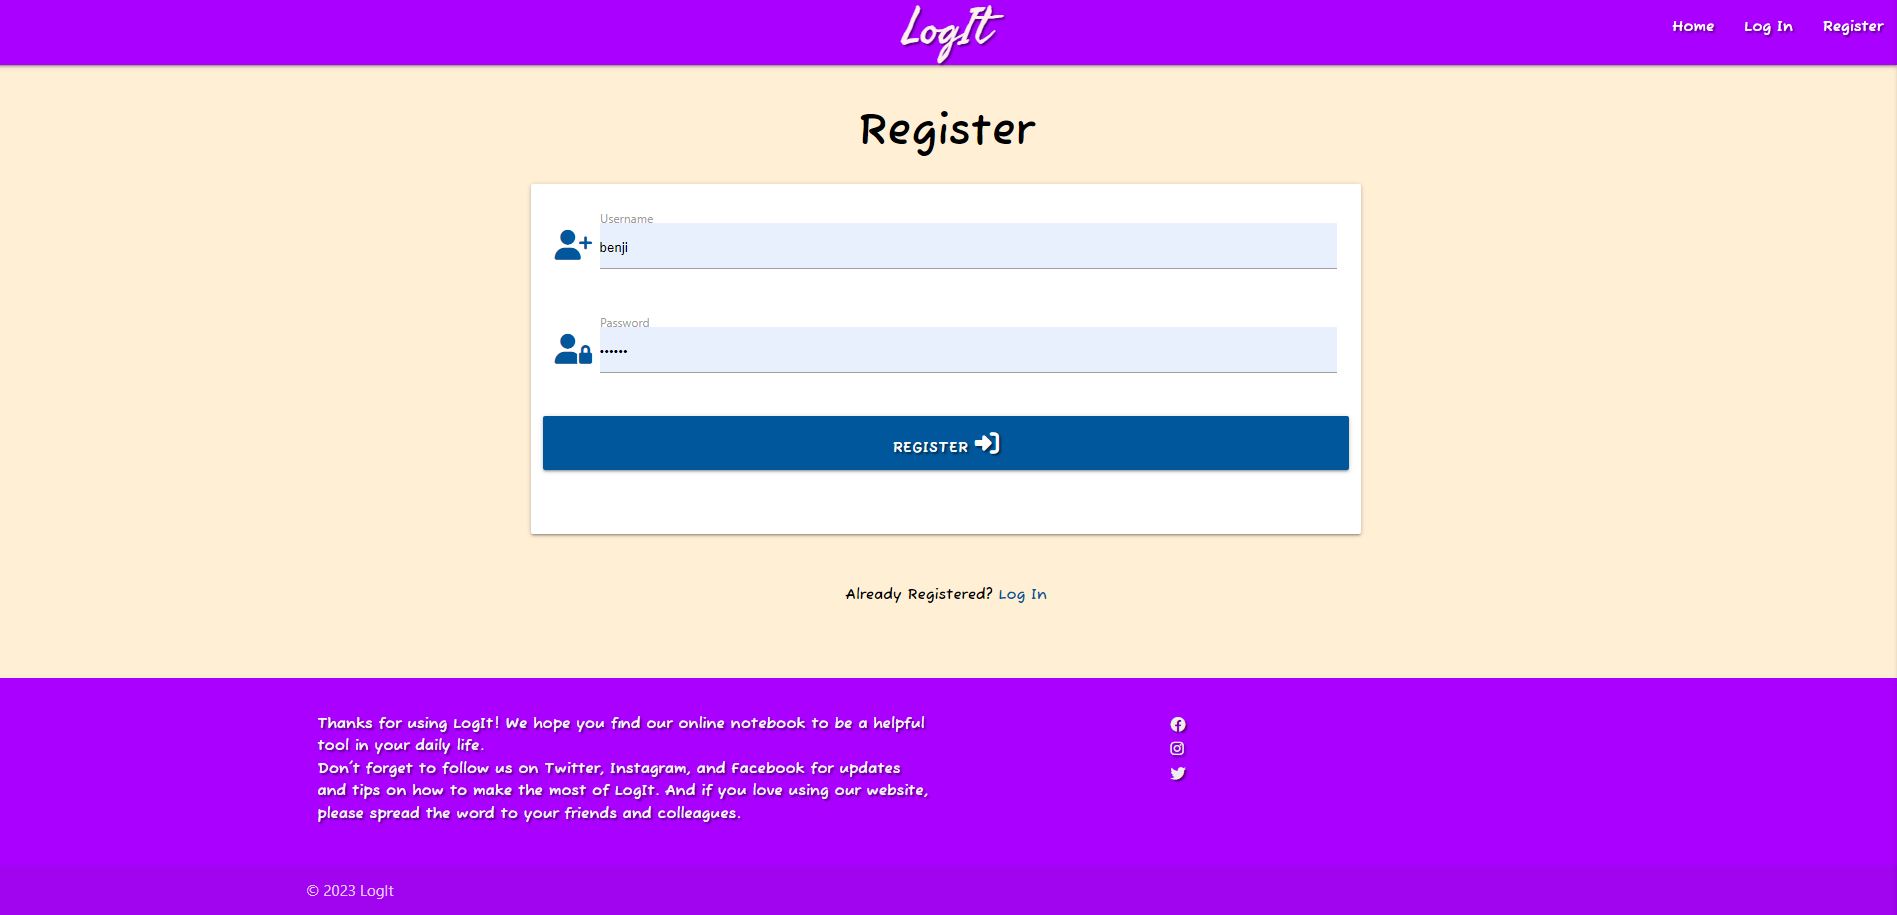 LogIt
Home Log In Register
Register
Username
benji
Password
••••••
REGISTER
Already Registered? Log In
Thanks for using LogIt! We hope you find our online notebook to be a helpful
tool in your daily life.
Don't forget to follow us on Twitter, Instagram, and Facebook for updates
and tips on how to make the most of LogIt. And if you love using our website,
please spread the word to your friends and colleagues.
© 2023 LogIt